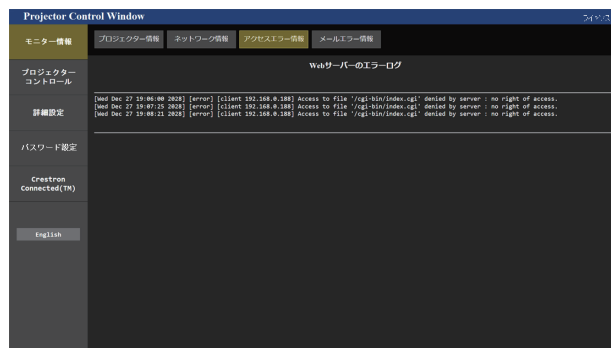 Projector Control Window
ライセンス
モニター情報
プロジェクター情報 ネットワーク情報 アクセスエラー情報 メールエラー情報
Webサーバーのエラーログ
プロジェクター
コントロール
[Wed Dec 27 19:06:00 2028] [error] [client 192.168.0.188] Access to file '/cgi-bin/index.cgi' denied by server : no right of access.
[Wed Dec 27 19:07:25 2028] [error] [client 192.168.0.188] Access to file '/cgi-bin/index.cgi' denied by server : no right of access.
[Wed Dec 27 19:08:21 2028] [error] [client 192.168.0.188] Access to file '/cgi-bin/index.cgi' denied by server : no right of access.
詳細設定
パスワード設定
Crestron
Connected(TM)
English